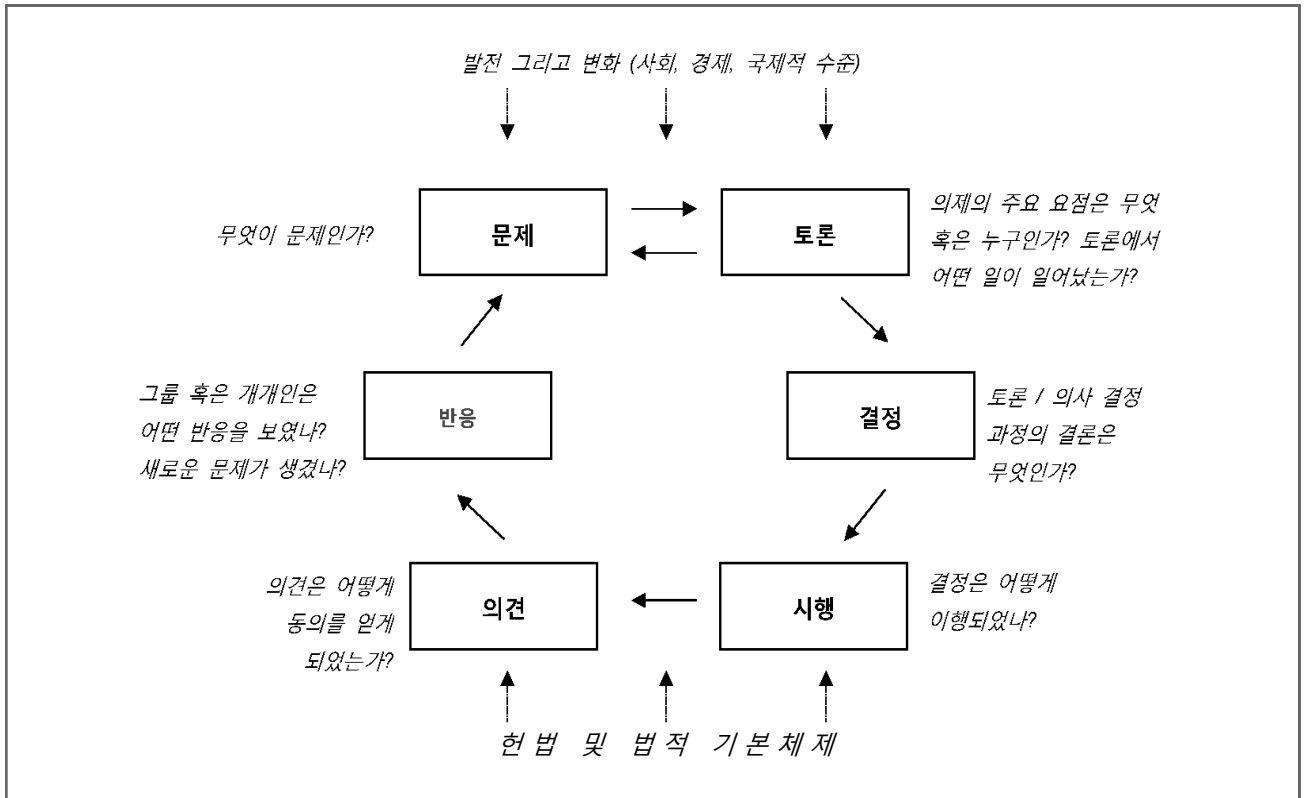 발전 그리고 변화 (사회, 경제, 국제적 수준)
무엇이 문제인가?
문제
토론
의제의 주요 요점은 무엇
혹은 누구인가? 토론에서
어떤 일이 일어났는가?
그룹 혹은 개개인은
어떤 반응을 보였나?
새로운 문제가 생겼나?
반응
결정
토론 / 의사 결정
과정의 결론은
무엇인가?
의견은 어떻게
동의를 얻게
되었는가?
의견
시행
결정은 어떻게
이행되었나?
헌법 및 법적 기본체제